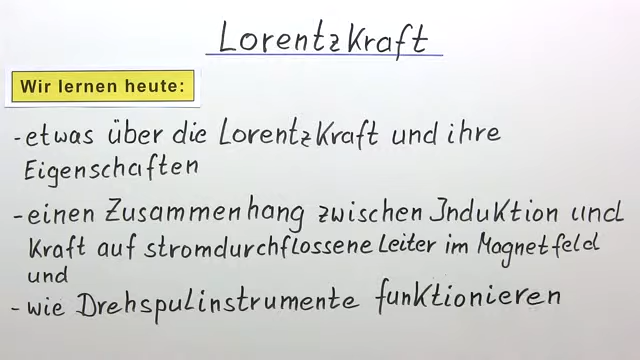 Lorentzkraft
Wir lernen heute:
- etwas über die Lorentzkraft und ihre
Eigenschaften
- einen Zusammenhang zwischen Induktion und
Kraft auf stromdurchflossene Leiter im Magnetfeld
und
- wie Drehspulinstrumente funktionieren